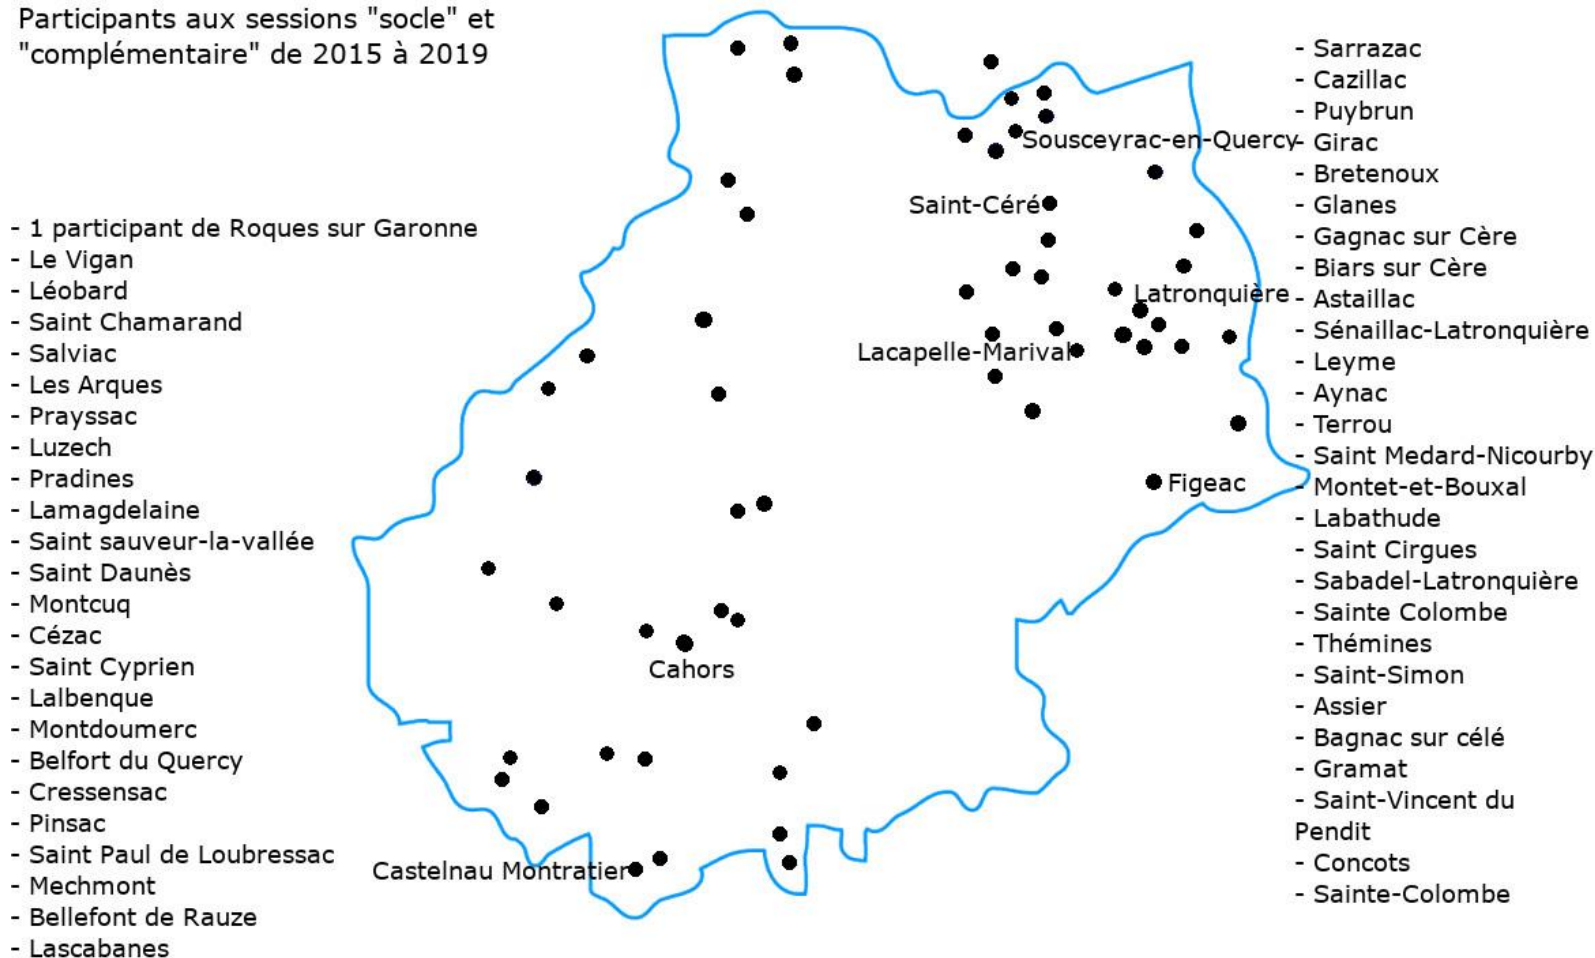 Participants aux sessions "socle" et
"complémentaire" de 2015 à 2019
- 1 participant de Roques sur Garonne
- Le Vigan
- Léobard
- Saint Chamarand
- Salviac
- Les Arques
- Prayssac
- Luzech
- Pradines
- Lamagdelaine
- Saint sauveur-la-vallée
- Saint Daunès
- Montcuq
- Cézac
- Saint Cyprien
- Lalbenque
- Montdoumerc
- Belfort du Quercy
- Cressensac
- Pinsac
- Saint Paul de Loubressac
- Mechmont
- Bellefont de Rauze
- Lascabanes
Sousceyrac-en-Quercy
Saint-Céré
Latronquière
Lacapelle-Marival
Figeac
Cahors
Castelnau Montratier
- Sarrazac
- Cazillac
- Puybrun
- Girac
- Bretenoux
- Glanes
- Gagnac sur Cère
- Biars sur Cère
- Astaillac
- Sénaillac-Latronquière
- Leyme
- Aynac
- Terrou
- Saint Medard-Nicourby
- Montet-et-Bouxal
- Labathude
- Saint Cirgues
- Sabadel-Latronquière
- Sainte Colombe
- Thémines
- Saint-Simon
- Assier
- Bagnac sur célé
- Gramat
- Saint-Vincent du
Pendit
- Concots
- Sainte-Colombe